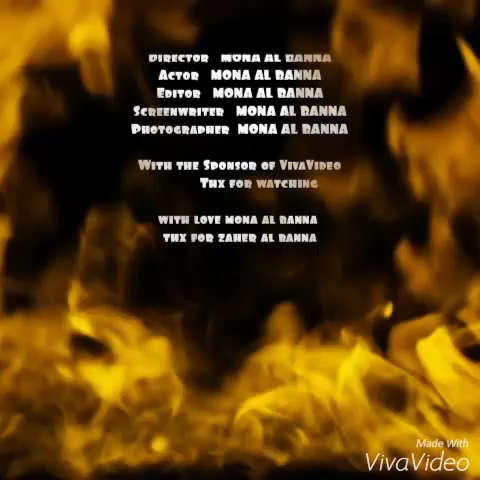 DIRECTOR MONA AL BANNA
ACTOR MONA AL BANNA
EDITOR MONA AL BANNA
SCREENWRITER MONA AL BANNA
PHOTOGRAPHER MONA AL BANNA
WITH THE SPONSOR OF VIVAVIDEO
THX FOR WATCHING
WITH LOVE MONA AL BANNA
THX FOR ZAHER AL BANNA
Made With
VivaVideo